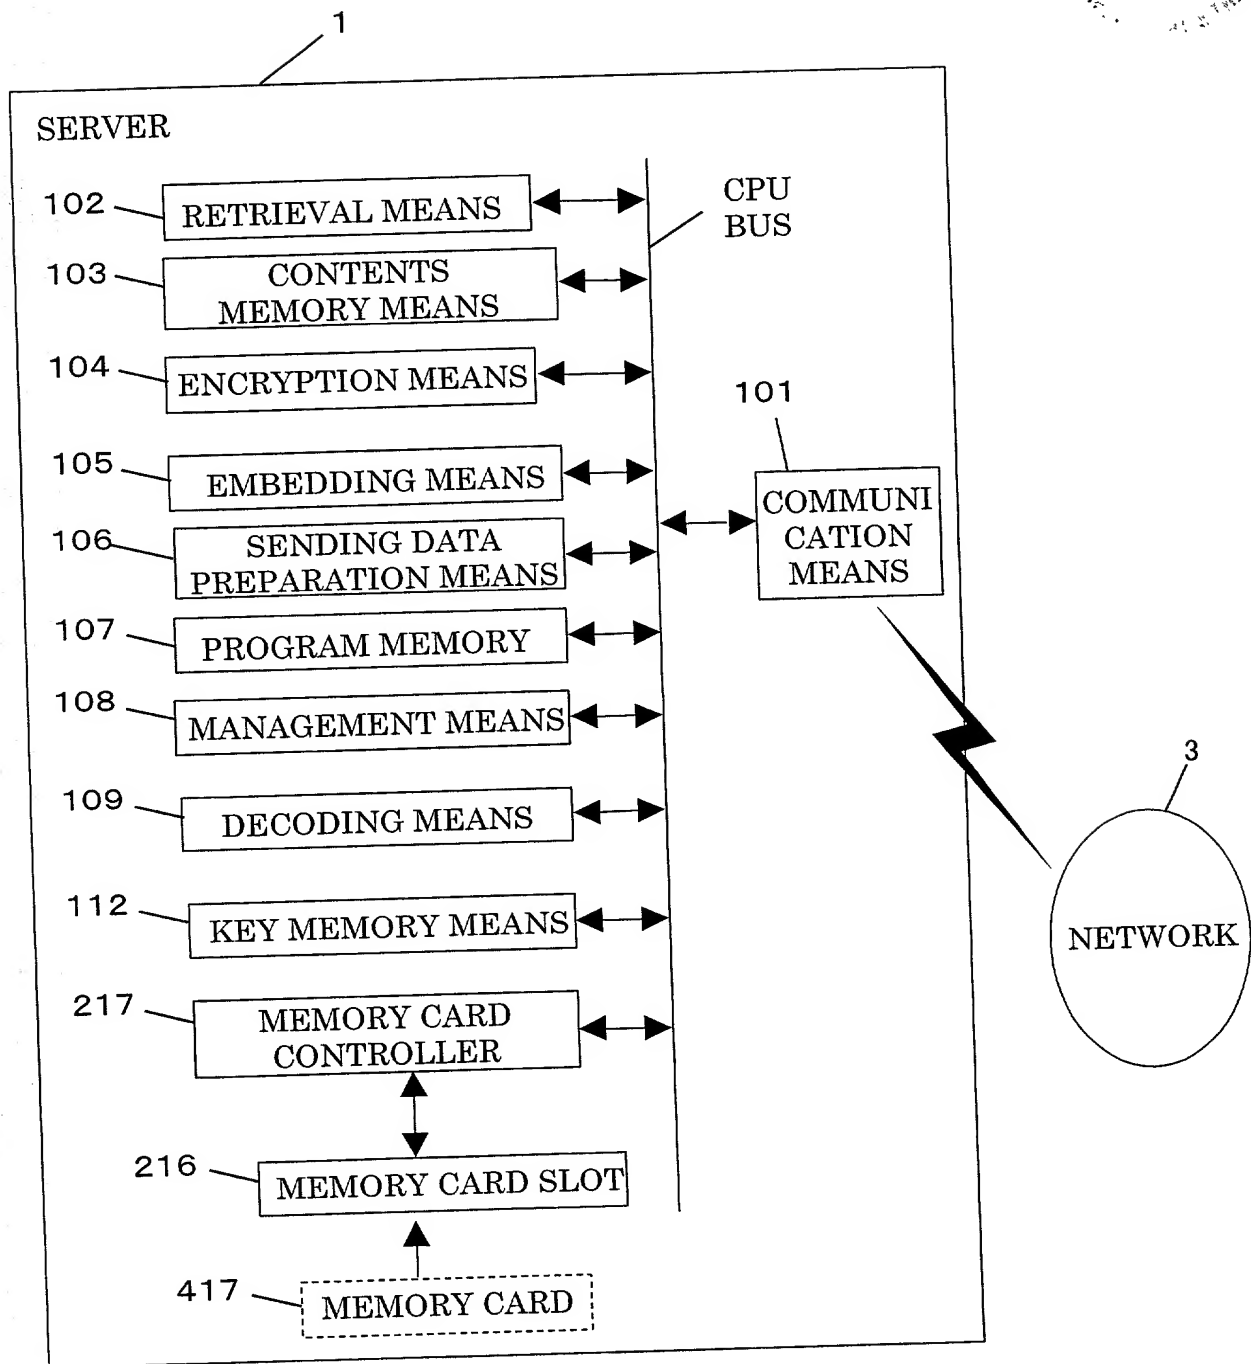 1
SERVER
102
RETRIEVAL MEANS
CPU
BUS
103
CONTENTS
MEMORY MEANS
104
ENCRYPTION MEANS
101
COMMUNI
CATION
MEANS
105
EMBEDDING MEANS
106
SENDING DATA
PREPARATION MEANS
107
PROGRAM MEMORY
108
MANAGEMENT MEANS
109
DECODING MEANS
3
NETWORK
112
KEY MEMORY MEANS
217
MEMORY CARD
CONTROLLER
216
MEMORY CARD SLOT
417
MEMORY CARD